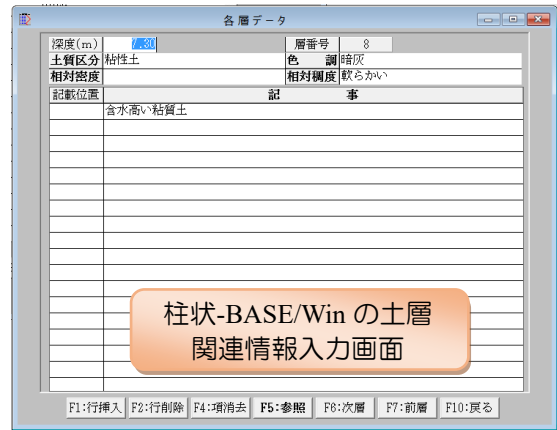 各層データ
深度(m) 7.30 層番号 8
土質区分 粘性土 色 調 暗灰
相対密度 相対稠度 軟らかい
記載位置 記 事
含水高い粘質土
柱状-BASE/Win の土層
関連情報入力画面
F1:行挿入 F2:行削除 F4:項消去 F5:参照 F6:次層 F7:前層 F10:戻る